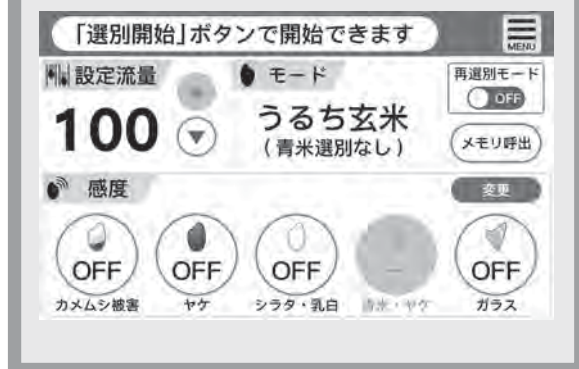 「選別開始」ボタンで開始できます
MENU
設定流量
100
モード
うるち玄米
(青米選別なし)
再選別モード
OFF
メモリ呼出
感度
変更
OFF
カメムシ被害
OFF
ヤケ
OFF
シラタ・乳白
青米・ヤケ
OFF
ガラス